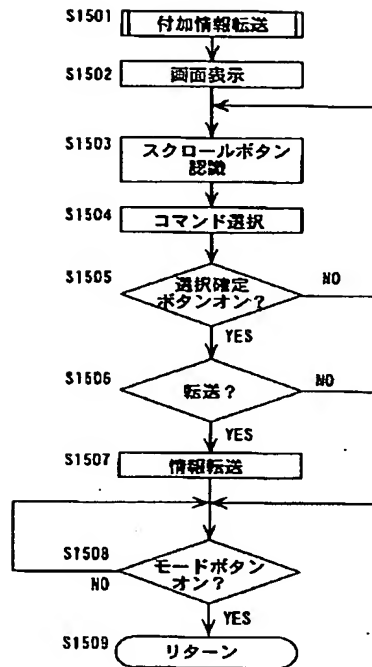 S1501
付加情報転送
S1502
画面表示
S1503
スクロールボタン
認識
S1504
コマンド選択
S1505
選択確定
ボタンオン?
NO
YES
S1506
転送?
NO
YES
S1507
情報転送
S1508
モードボタン
オン?
NO
YES
S1509
リターン